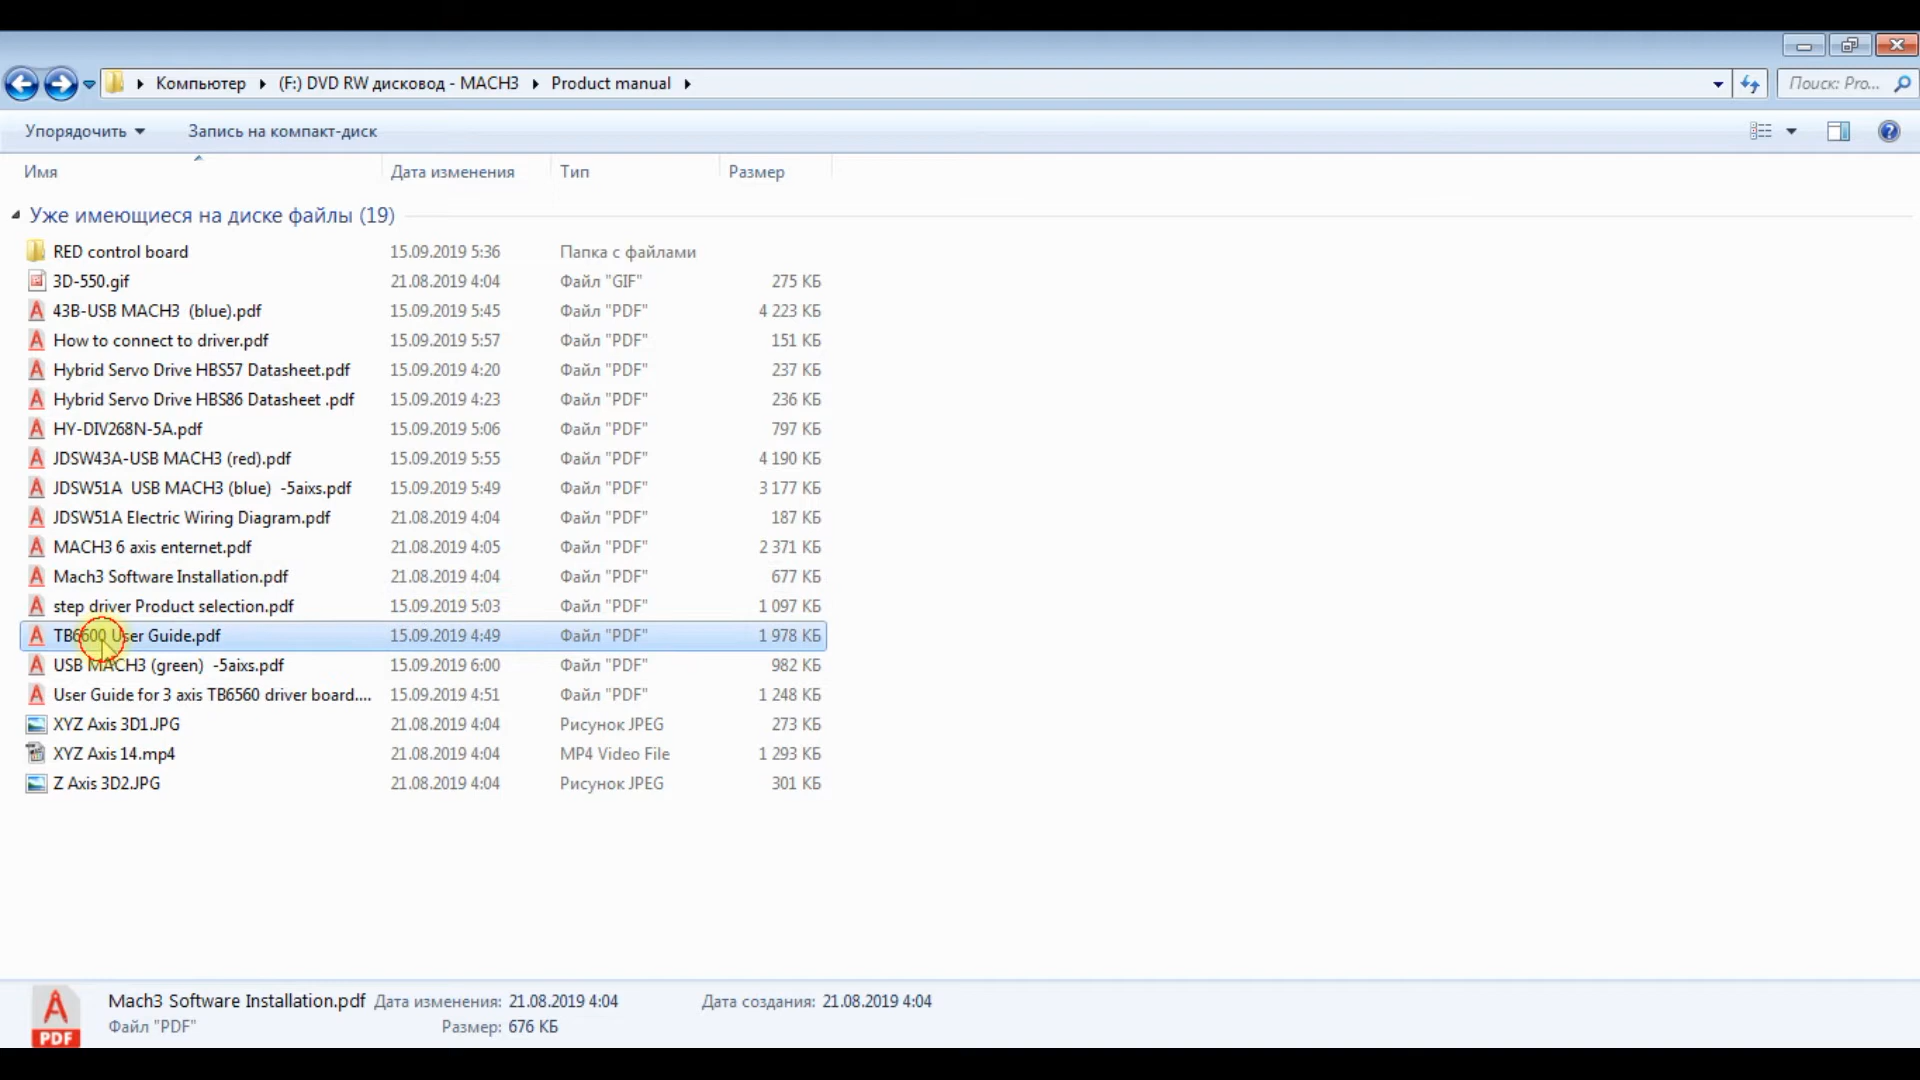 Компьютер (F:) DVD RW дисковод - MACH3 Product manual Поиск: Pro...
Упорядочить Запись на компакт-диск
Имя Дата изменения Тип Размер
Уже имеющиеся на диске файлы (19)
RED control board 15.09.2019 5:36 Папка с файлами
3D-550.gif 21.08.2019 4:04 Файл "GIF" 275 КБ
43B-USB MACH3 (blue).pdf 15.09.2019 5:45 Файл "PDF" 4 223 КБ
How to connect to driver.pdf 15.09.2019 5:57 Файл "PDF" 151 КБ
Hybrid Servo Drive HBS57 Datasheet.pdf 15.09.2019 4:20 Файл "PDF" 237 КБ
Hybrid Servo Drive HBS86 Datasheet .pdf 15.09.2019 4:23 Файл "PDF" 236 КБ
HY-DIV268N-5A.pdf 15.09.2019 5:06 Файл "PDF" 797 КБ
JDSW43A-USB MACH3 (red).pdf 15.09.2019 5:55 Файл "PDF" 4 190 КБ
JDSW51A USB MACH3 (blue) -5aixs.pdf 15.09.2019 5:49 Файл "PDF" 3 177 КБ
JDSW51A Electric Wiring Diagram.pdf 21.08.2019 4:04 Файл "PDF" 187 КБ
MACH3 6 axis enternet.pdf 21.08.2019 4:05 Файл "PDF" 2 371 КБ
Mach3 Software Installation.pdf 21.08.2019 4:04 Файл "PDF" 677 КБ
step driver Product selection.pdf 15.09.2019 5:03 Файл "PDF" 1 097 КБ
TB6600 User Guide.pdf 15.09.2019 4:49 Файл "PDF" 1 978 КБ
USB MACH3 (green) -5aixs.pdf 15.09.2019 6:00 Файл "PDF" 982 КБ
User Guide for 3 axis TB6560 driver board.... 15.09.2019 4:51 Файл "PDF" 1 248 КБ
XYZ Axis 3D1.JPG 21.08.2019 4:04 Рисунок JPEG 273 КБ
XYZ Axis 14.mp4 21.08.2019 4:04 MP4 Video File 1 293 КБ
Z Axis 3D2.JPG 21.08.2019 4:04 Рисунок JPEG 301 КБ
Mach3 Software Installation.pdf Дата изменения: 21.08.2019 4:04 Дата создания: 21.08.2019 4:04
Файл "PDF" Размер: 676 КБ
PDF